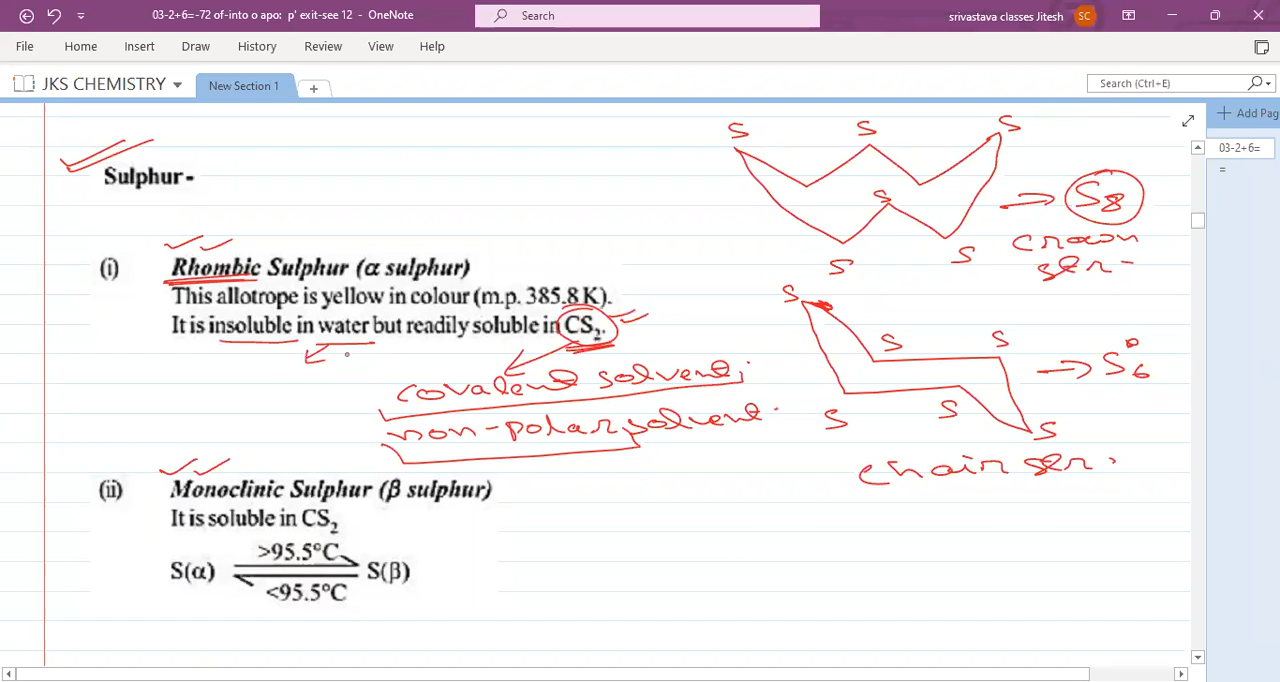 03-2+6=-72 of-into o apo: p' exit-see 12 - OneNote
Search
srivastava classes Jitesh
SC
File Home Insert Draw History Review View Help
JKS CHEMISTRY
New Section 1
+
Search (Ctrl+E)
Add Pag
03-2+6=
=
Sulphur-
(i) Rhombic Sulphur (α sulphur)
This allotrope is yellow in colour (m.p. 385.8 K).
It is insoluble in water but readily soluble in CS2.
covalent solvent
non-polar solvent
(ii) Monoclinic Sulphur (β sulphur)
It is soluble in CS2
>95.5°C
S(α) S(β)
<95.5°C
S S S
S
S S
→ S8
crown
str-
S
S S
→ S6
S S
S
chair str.